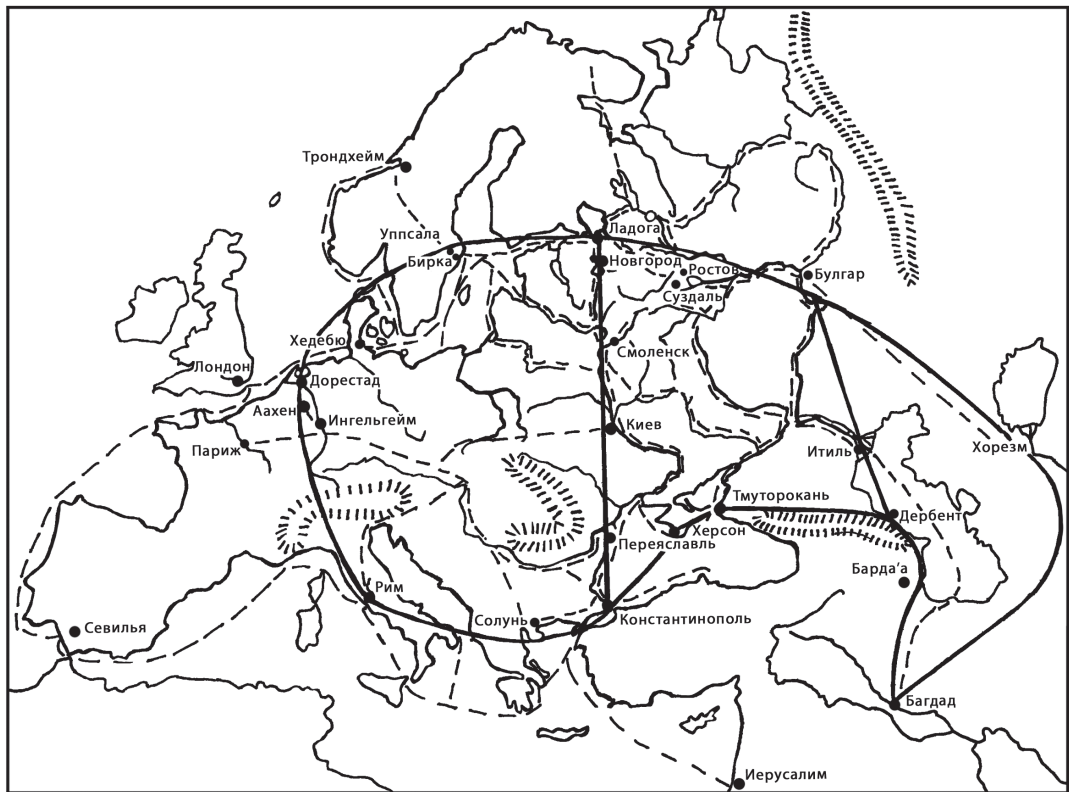 Трондхейм
Уппсала
Бирка
Ладога
Новгород
Ростов
Суздаль
Булгар
Хедебю
Смоленск
Лондон
Дорестад
Аахен
Ингельгейм
Париж
Киев
Итиль
Хорезм
Тмуторокань
Херсон
Дербент
Переяславль
Барда'а
Рим
Солунь
Константинополь
Севилья
Багдад
Иерусалим